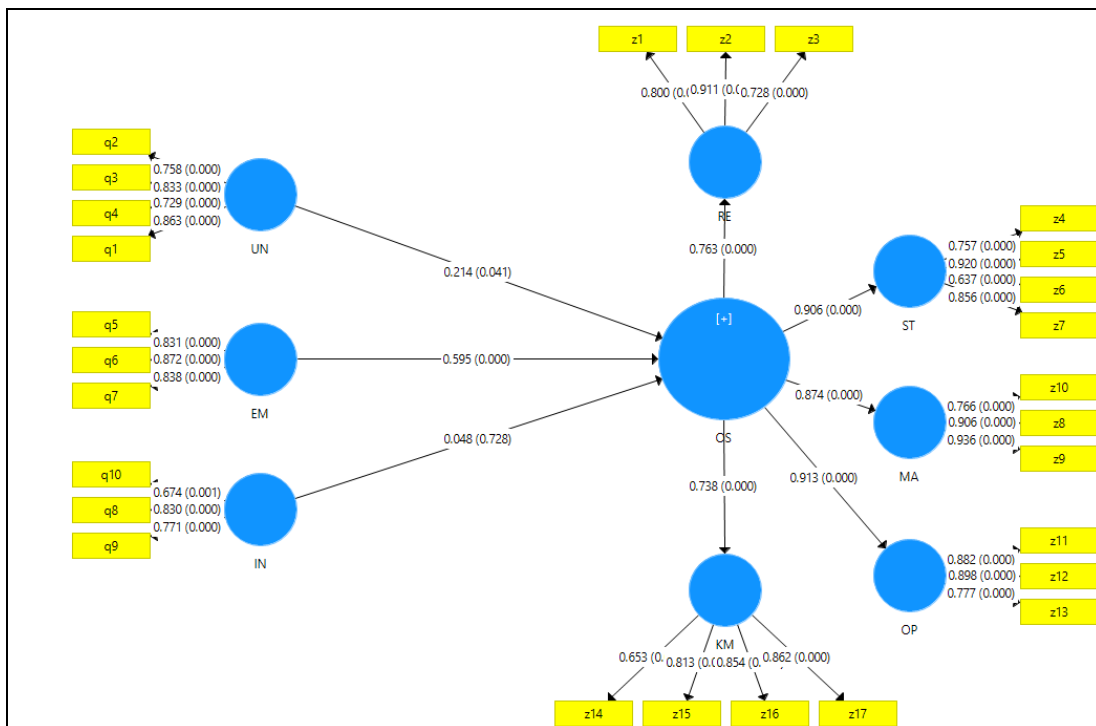 z1
z2
z3
0.800 (0.0
0.911 (0.0
0.728 (0.000)
RE
0.763 (0.000)
q2
q3
q4
q1
0.758 (0.000)
0.833 (0.000)
0.729 (0.000)
0.863 (0.000)
UN
0.214 (0.041)
q5
q6
q7
0.831 (0.000)
0.872 (0.000)
0.838 (0.000)
EM
0.595 (0.000)
q10
q8
q9
0.674 (0.001)
0.830 (0.000)
0.771 (0.000)
IN
0.048 (0.728)
[+]
OS
0.906 (0.000)
ST
0.757 (0.000)
0.920 (0.000)
0.637 (0.000)
0.856 (0.000)
z4
z5
z6
z7
0.874 (0.000)
MA
0.766 (0.000)
0.906 (0.000)
0.936 (0.000)
z10
z8
z9
0.913 (0.000)
OP
0.882 (0.000)
0.898 (0.000)
0.777 (0.000)
z11
z12
z13
0.738 (0.000)
KM
0.653 (0.
0.813 (0.0
0.854 (0.0
0.862 (0.000)
z14
z15
z16
z17